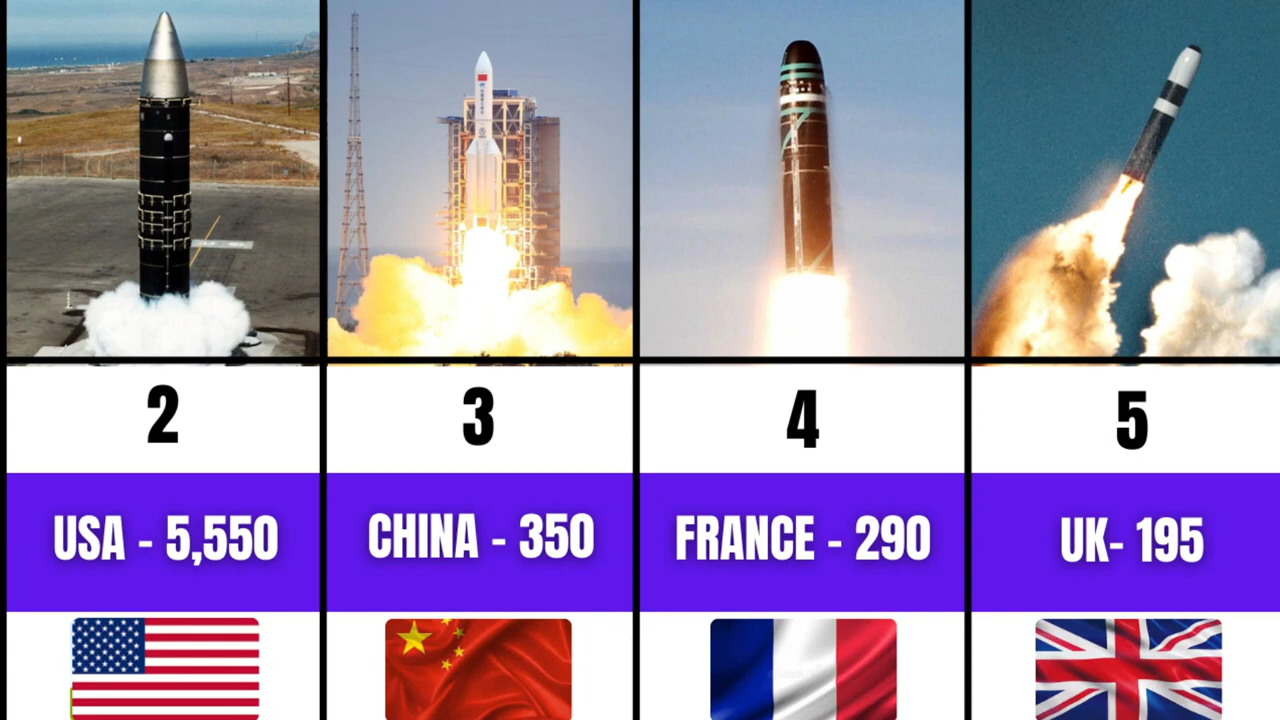 2
3
4
5
USA - 5,550
CHINA - 350
FRANCE - 290
UK- 195